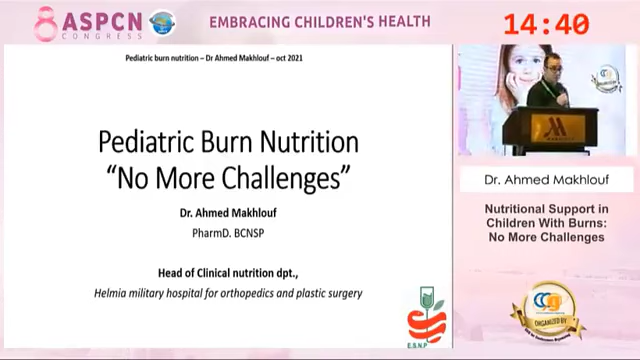 8 ASPCN
CONGRESS
EMBRACING CHILDREN'S HEALTH
14:40
Pediatric burn nutrition – Dr Ahmed Makhlouf – oct 2021
Pediatric Burn Nutrition
“No More Challenges”
Dr. Ahmed Makhlouf
PharmD. BCNSP
Head of Clinical nutrition dpt.,
Helmia military hospital for orthopedics and plastic surgery
E.S.N.P
Dr. Ahmed Makhlouf
Nutritional Support in
Children With Burns:
No More Challenges
ORGANIZED BY